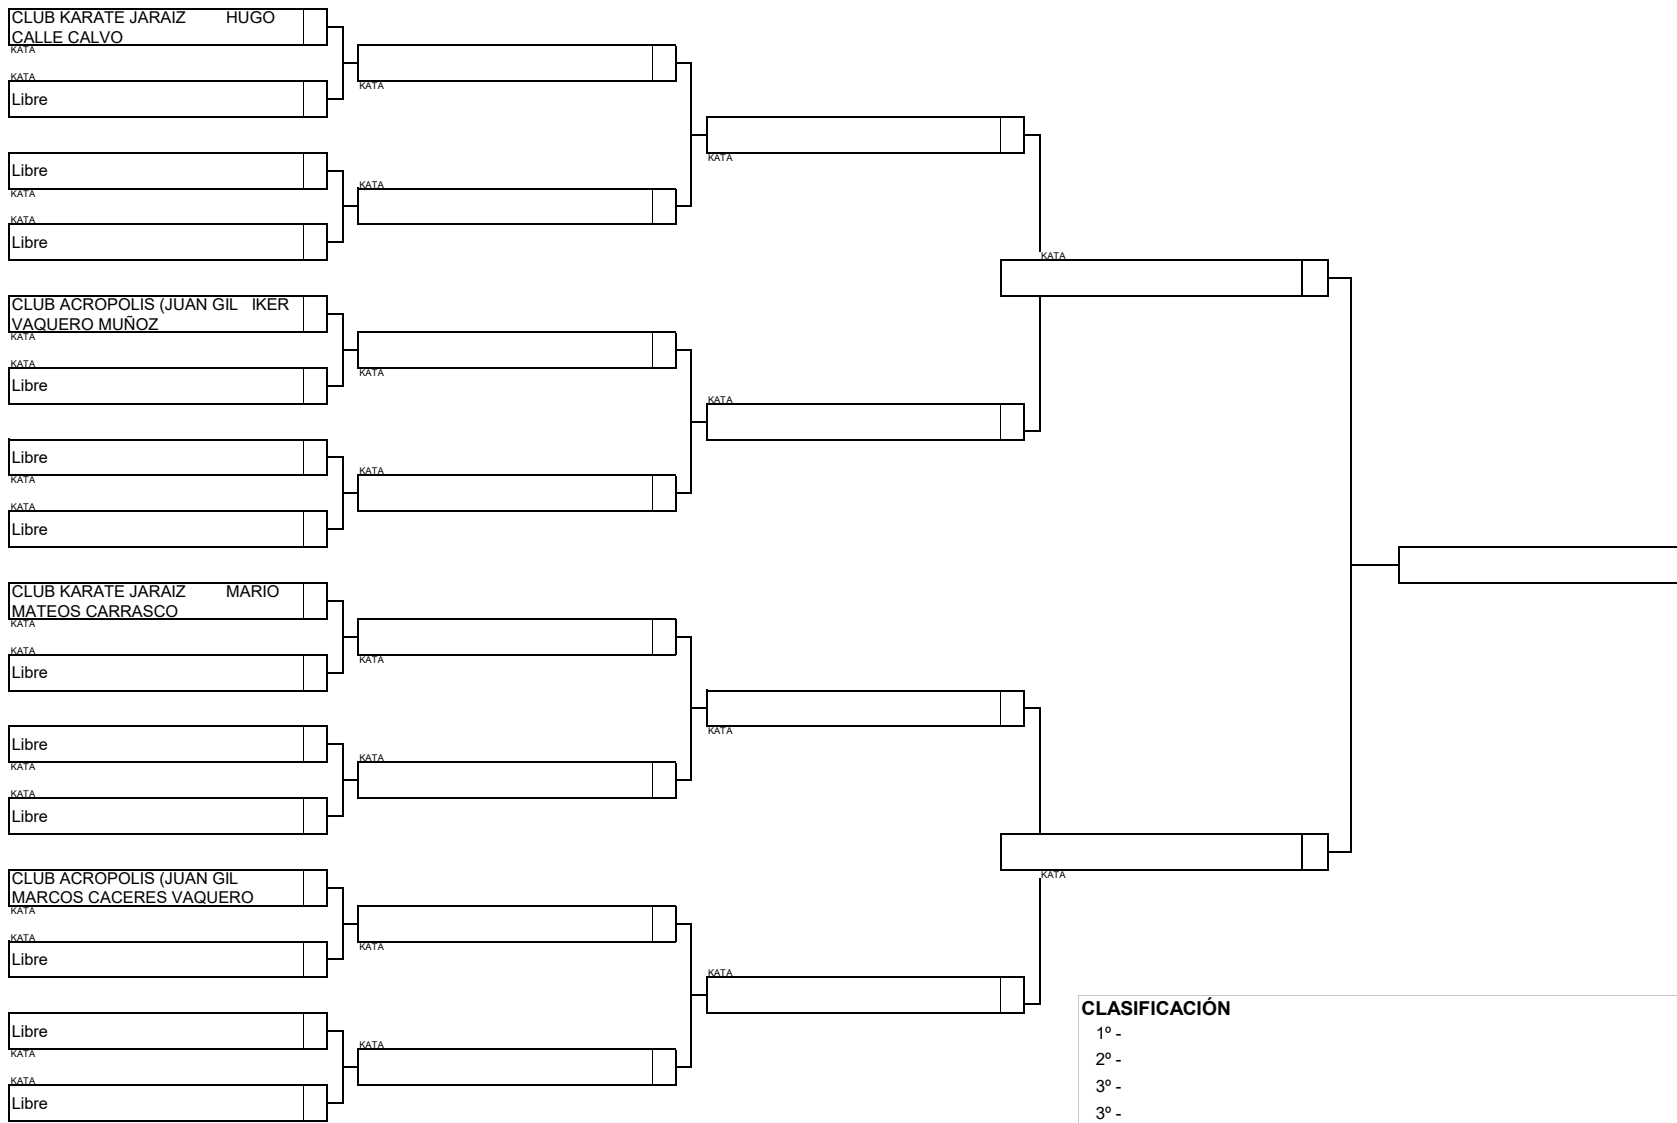 CLUB KARATE JARAIZ HUGO
CALLE CALVO
KATA
KATA
Libre
Libre
KATA
KATA
Libre
CLUB ACROPOLIS (JUAN GIL IKER
VAQUERO MUÑOZ
KATA
KATA
Libre
Libre
KATA
KATA
Libre
CLUB KARATE JARAIZ MARIO
MATEOS CARRASCO
KATA
KATA
Libre
Libre
KATA
KATA
Libre
CLUB ACROPOLIS (JUAN GIL
MARCOS CACERES VAQUERO
KATA
KATA
Libre
Libre
KATA
KATA
Libre
KATA
KATA
KATA
KATA
KATA
KATA
KATA
KATA
KATA
KATA
KATA
KATA
KATA
KATA
CLASIFICACIÓN
1º -
2º -
3º -
3º -